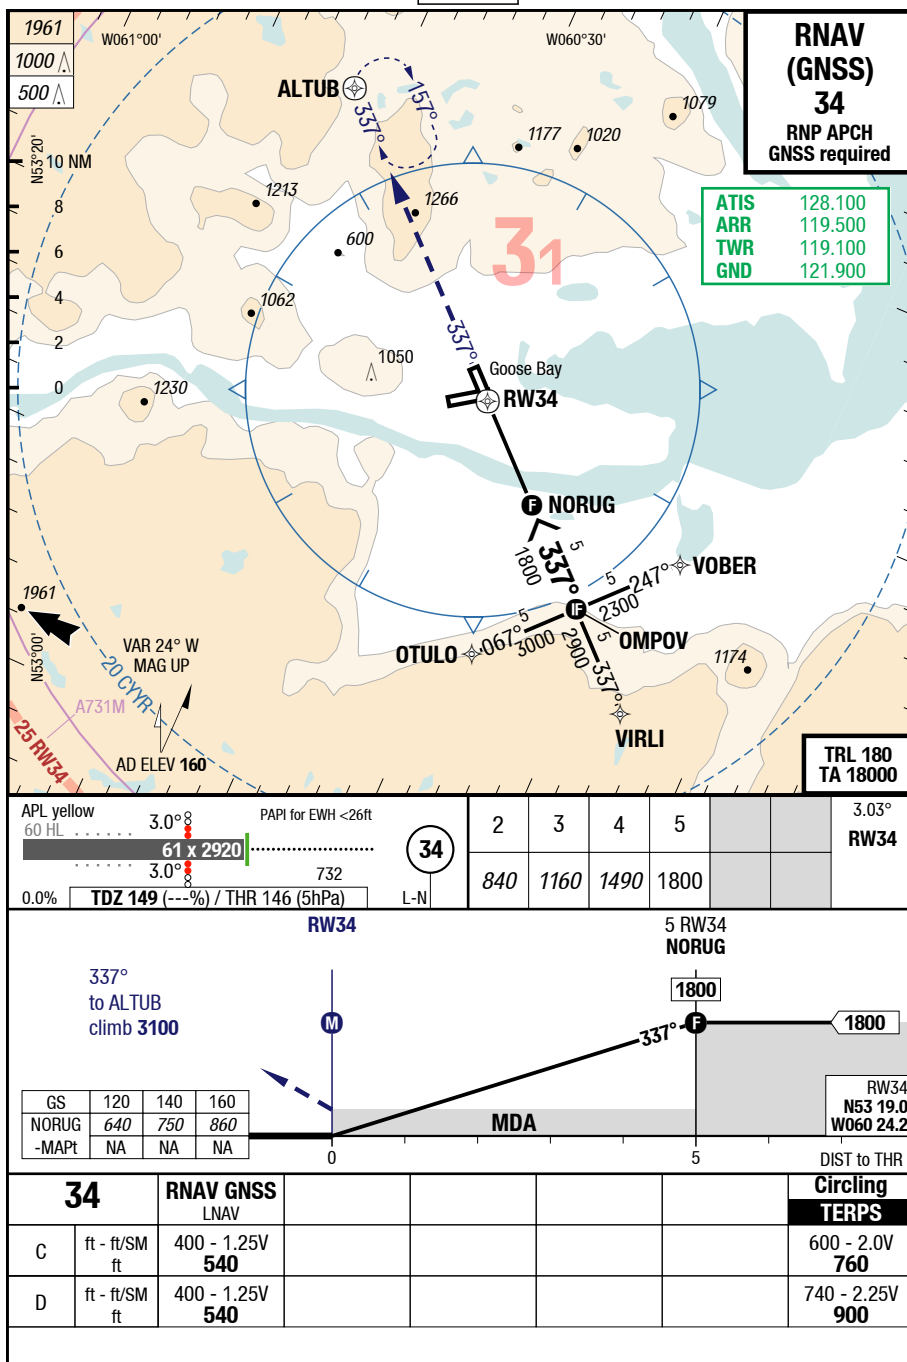 1961
1000
500
W061°00'
W060°30'
RNAV
(GNSS)
34
RNP APCH
GNSS required
ALTUB
157°
337°
1079
1177
1020
N53°20'
10 NM
8
6
4
2
0
1213
1266
600
31
ATIS 128.100
ARR 119.500
TWR 119.100
GND 121.900
1062
337°
1050
Goose Bay
RW34
1230
F NORUG
1800
337°
5
VOBER
247°
5
2300
IF
OMPOV
1961
N53°00'
VAR 24° W
MAG UP
OTULO
067°
5
3000
2900
5
337°
1174
20 CYYR
A731M
25 RW34
VIRLI
AD ELEV 160
TRL 180
TA 18000
APL yellow
60 HL
3.0°
PAPI for EWH <26ft
61 x 2920
3.0°
732
0.0%
TDZ 149 (---%) / THR 146 (5hPa)
34
L-N
2 3 4 5
840 1160 1490 1800
3.03°
RW34
RW34
5 RW34
NORUG
337°
to ALTUB
climb 3100
1800
M
F
337°
1800
GS 120 140 160
NORUG 640 750 860
-MAPt NA NA NA
MDA
RW34
N53 19.0
W060 24.2
0
5
DIST to THR
34
RNAV GNSS
LNAV
Circling
TERPS
C
ft - ft/SM
ft
400 - 1.25V
540
600 - 2.0V
760
D
ft - ft/SM
ft
400 - 1.25V
540
740 - 2.25V
900